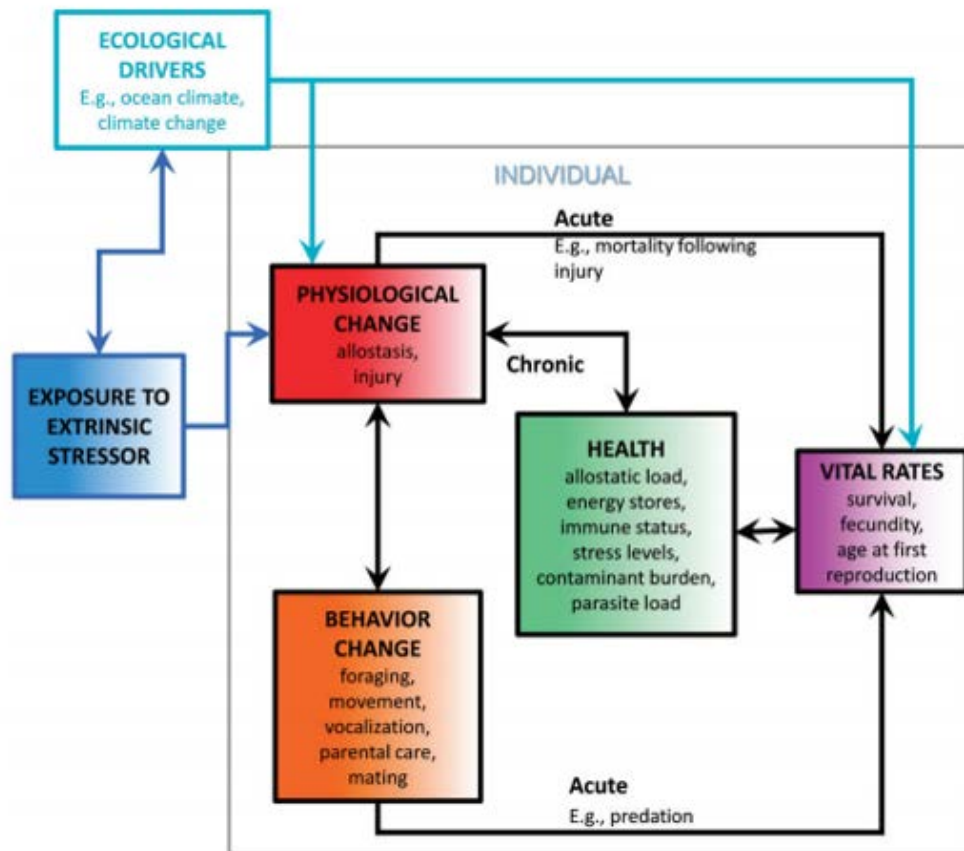 ECOLOGICAL
DRIVERS
E.g., ocean climate,
climate change
INDIVIDUAL
Acute
E.g., mortality following
injury
PHYSIOLOGICAL
CHANGE
allostasis,
injury
Chronic
EXPOSURE TO
EXTRINSIC
STRESSOR
HEALTH
allostatic load,
energy stores,
immune status,
stress levels,
contaminant burden,
parasite load
VITAL RATES
survival,
fecundity,
age at first
reproduction
BEHAVIOR
CHANGE
foraging,
movement,
vocalization,
parental care,
mating
Acute
E.g., predation